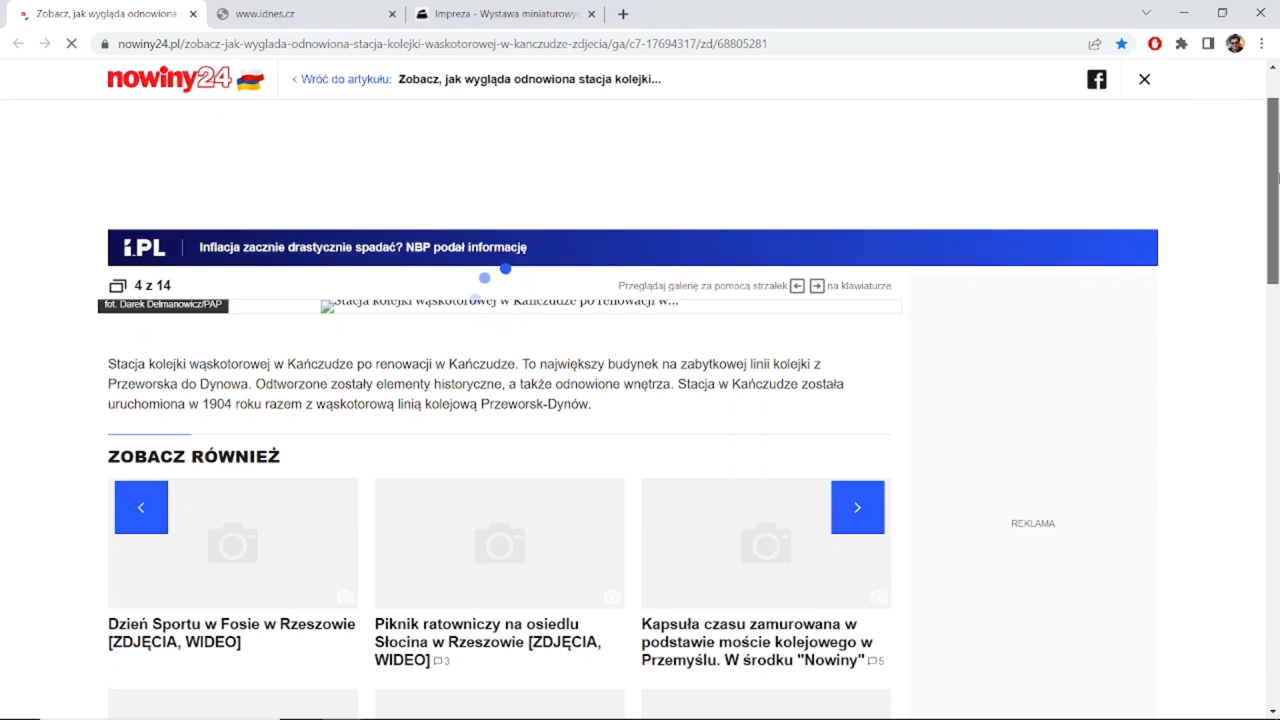 Zobacz, jak wygląda odnowiona
www.idnes.cz
Impreza - Wystawa miniaturowyc
nowiny24.pl/zobacz-jak-wyglada-odnowiona-stacja-kolejki-waskotorowej-w-kanczudze-zdjecia/ga/c7-17694317/zd/68805281
nowiny24
Wróć do artykułu: Zobacz, jak wygląda odnowiona stacja kolejki...
i.PL Inflacja zacznie drastycznie spadać? NBP podał informację
4 z 14
Przeglądaj galerię za pomocą strzałek na klawiaturze
fot. Darek Delmanowicz/PAP
Stacja kolejki wąskotorowej w Kańczudze po renowacji w...
Stacja kolejki wąskotorowej w Kańczudze po renowacji w Kańczudze. To największy budynek na zabytkowej linii kolejki z
Przeworska do Dynowa. Odtworzone zostały elementy historyczne, a także odnowione wnętrza. Stacja w Kańczudze została
uruchomiona w 1904 roku razem z wąskotorową linią kolejową Przeworsk-Dynów.
ZOBACZ RÓWNIEŻ
REKLAMA
Dzień Sportu w Fosie w Rzeszowie
[ZDJĘCIA, WIDEO]
Piknik ratowniczy na osiedlu
Słocina w Rzeszowie [ZDJĘCIA,
WIDEO] 3
Kapsuła czasu zamurowana w
podstawie moście kolejowego w
Przemyślu. W środku "Nowiny" 5